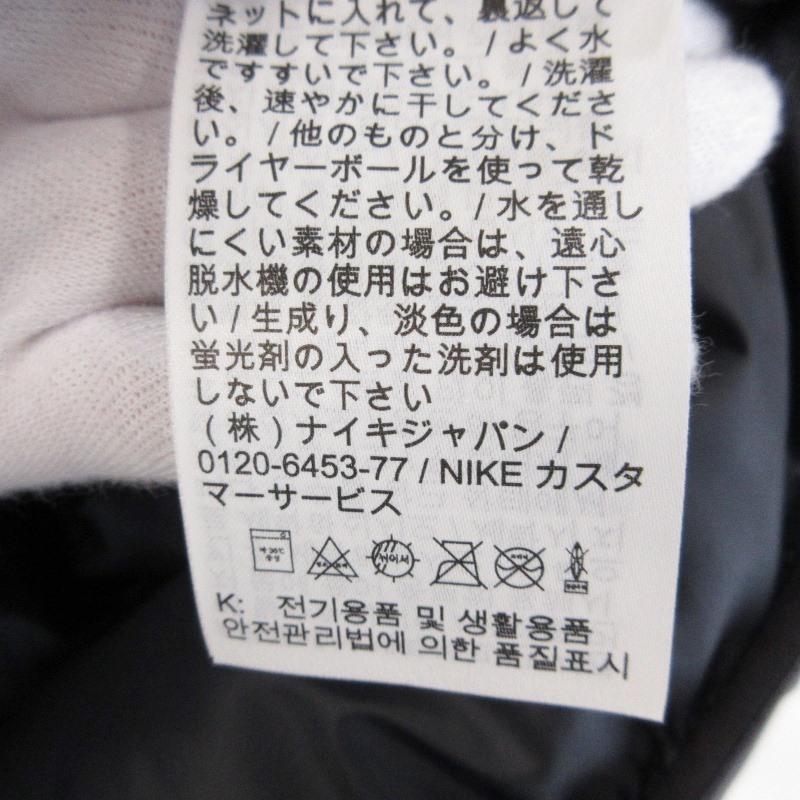 ネットに入れて、裏返して
洗濯して下さい。 / よく水
ですすいで下さい。 / 洗濯
後、速やかに干してくださ
い。 / 他のものと分け、ド
ライヤーボールを使って乾
燥してください。/ 水を通し
にくい素材の場合は、遠心
脱水機の使用はお避け下さ
い / 生成り、淡色の場合は
蛍光剤の入った洗剤は使用
しないで下さい
(株)ナイキジャパン /
0120-6453-77 / NIKE カスタ
マーサービス
K: 전기용품 및 생활용품
안전관리법에 의한 품질표시